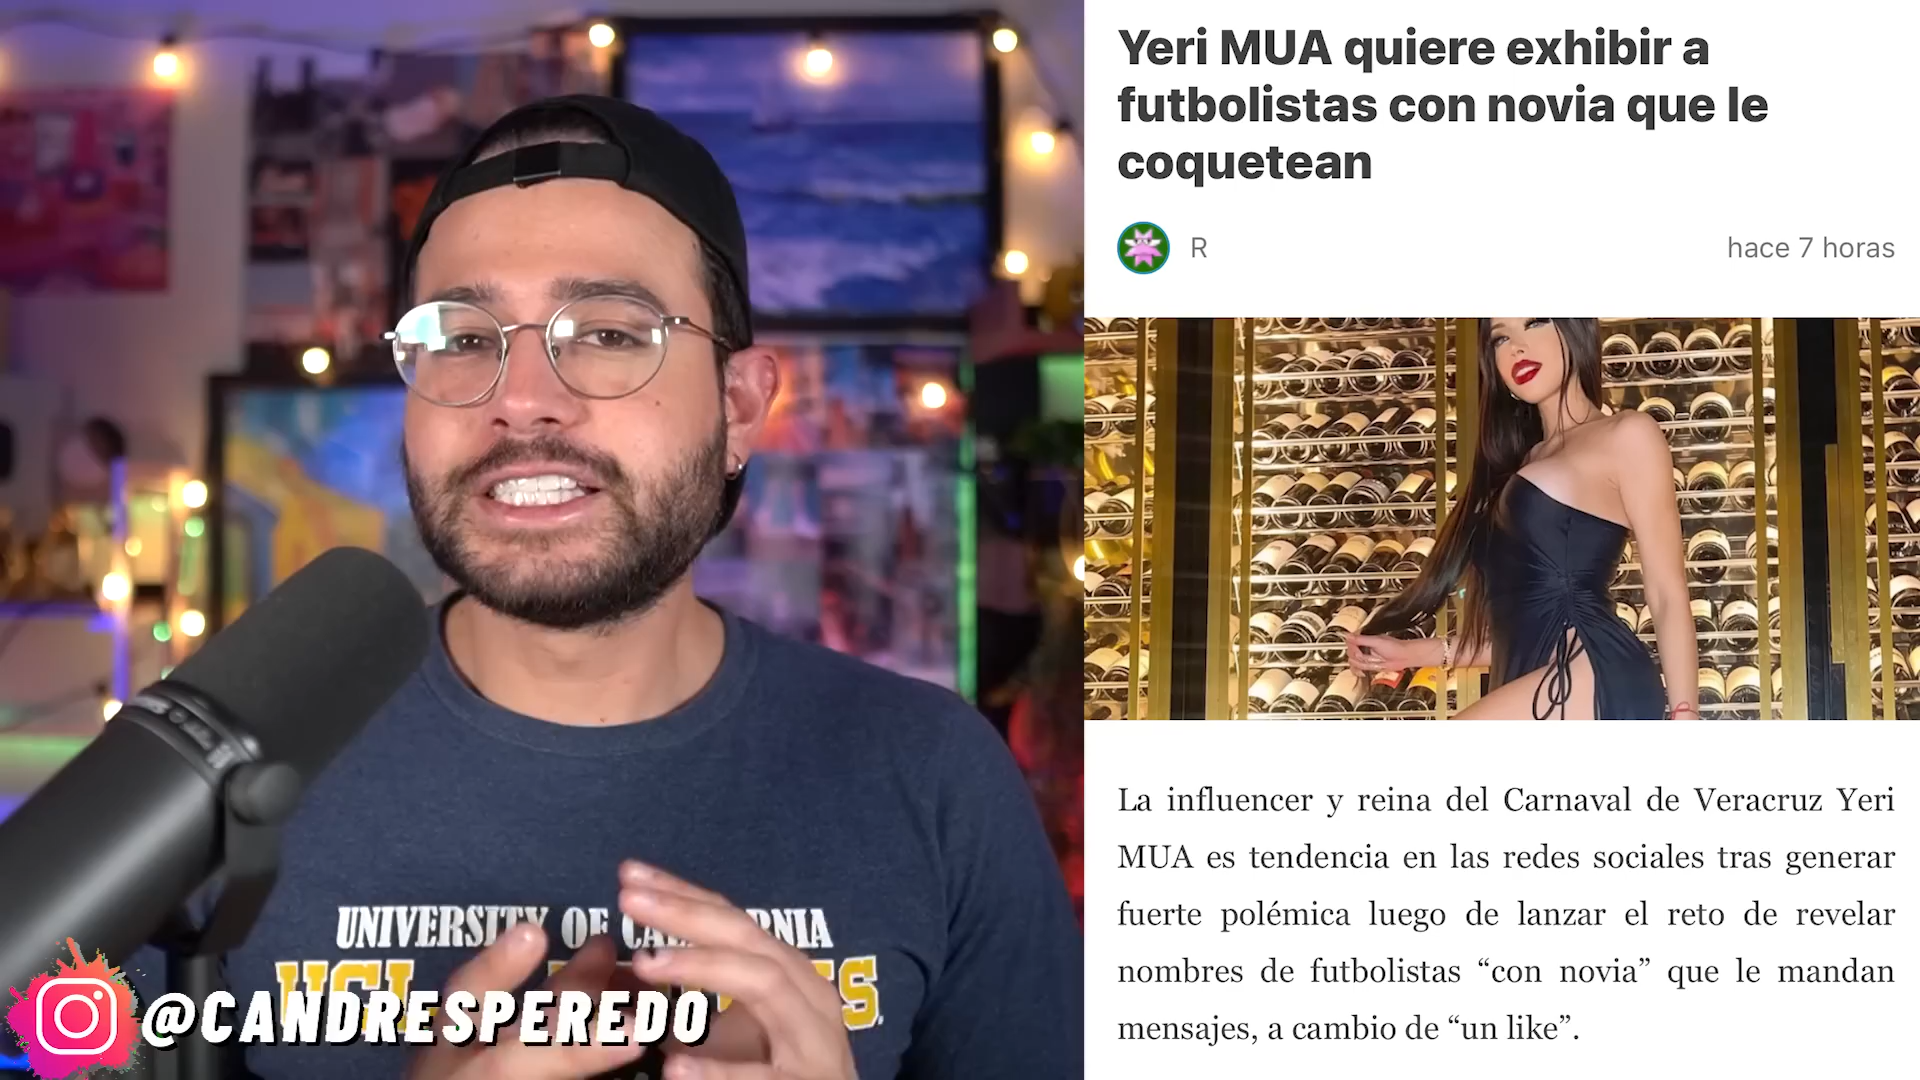 Yeri MUA quiere exhibir a
futbolistas con novia que le
coquetean
R
hace 7 horas
La influencer y reina del Carnaval de Veracruz Yeri
MUA es tendencia en las redes sociales tras generar
fuerte polémica luego de lanzar el reto de revelar
nombres de futbolistas “con novia” que le mandan
mensajes, a cambio de “un like”.
UNIVERSITY OF
@CANDRESPEREDO